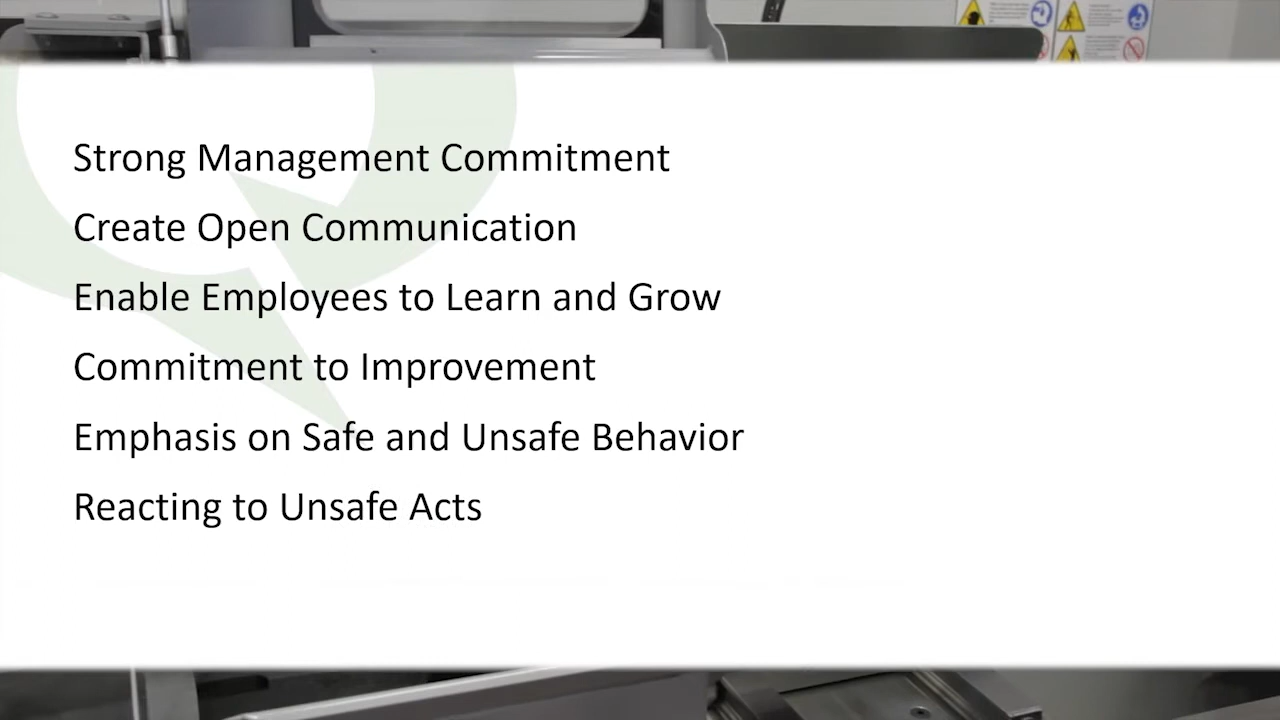 Strong Management Commitment
Create Open Communication
Enable Employees to Learn and Grow
Commitment to Improvement
Emphasis on Safe and Unsafe Behavior
Reacting to Unsafe Acts